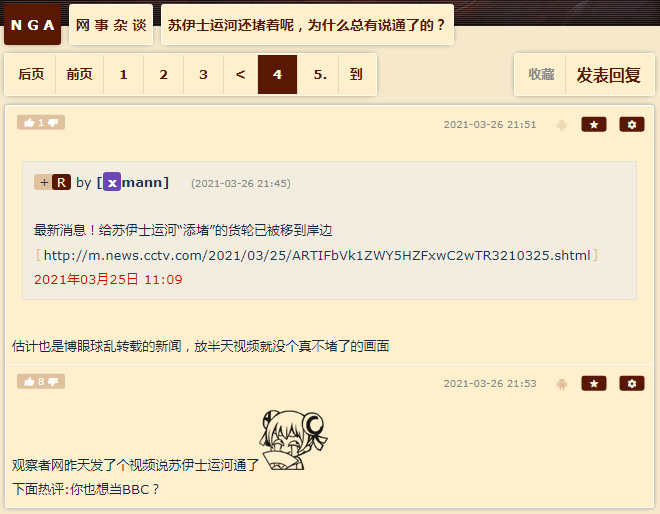 NGA 网事杂谈 苏伊士运河还堵着呢，为什么总有说通了的？
后页 前页 1 2 3 < 4 5. 到 收藏 发表回复
1 2021-03-26 21:51
+ R by [xmann] (2021-03-26 21:45)
最新消息！给苏伊士运河“添堵”的货轮已被移到岸边
[http://m.news.cctv.com/2021/03/25/ARTIFbVk1ZWY5HZFxwC2wTR3210325.shtml]
2021年03月25日 11:09
估计也是博眼球乱转载的新闻，放半天视频就没个真不堵了的画面
8 2021-03-26 21:53
观察者网昨天发了个视频说苏伊士运河通了
下面热评:你也想当BBC？